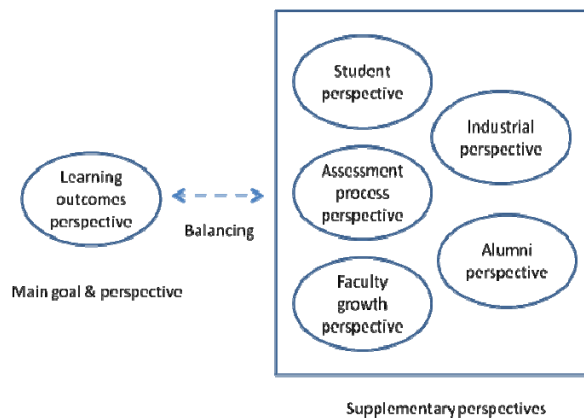 Student
perspective
Industrial
perspective
Learning
outcomes
perspective
Assessment
process
perspective
Balancing
Alumni
perspective
Main goal & perspective
Faculty
growth
perspective
Supplementary perspectives